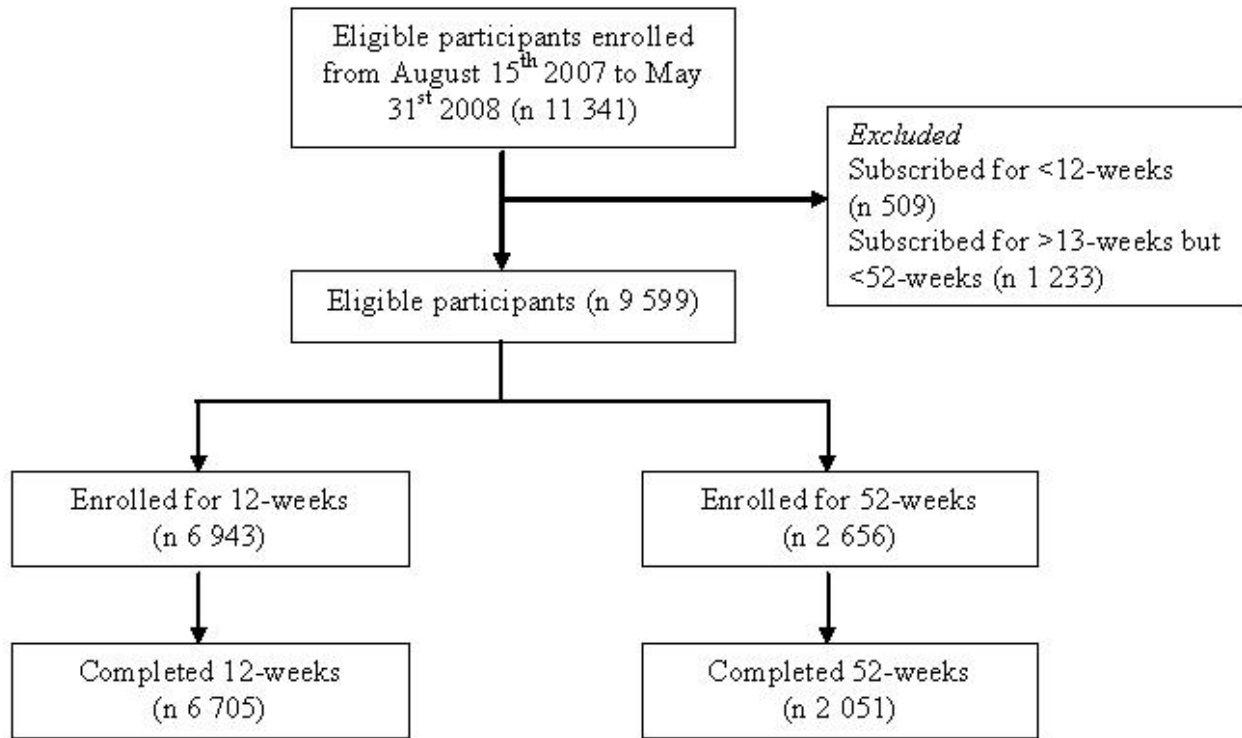 Eligible participants enrolled
from August 15th 2007 to May
31st 2008 (n 11 341)
Excluded
Subscribed for <12-weeks
(n 509)
Subscribed for >13-weeks but
<52-weeks (n 1 233)
Eligible participants (n 9 599)
Enrolled for 12-weeks
(n 6 943)
Enrolled for 52-weeks
(n 2 656)
Completed 12-weeks
(n 6 705)
Completed 52-weeks
(n 2 051)